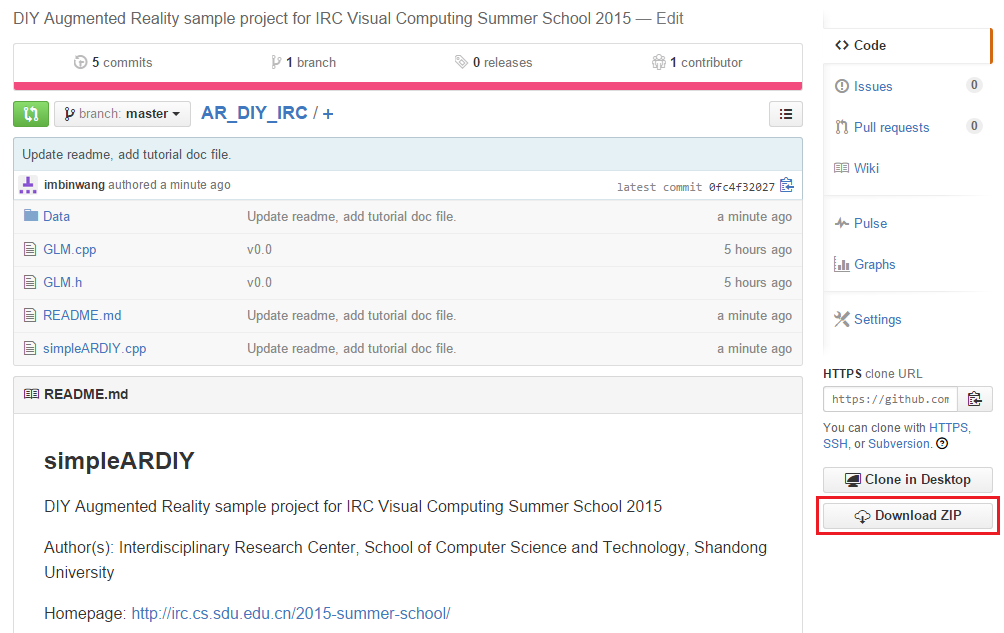 DIY Augmented Reality sample project for IRC Visual Computing Summer School 2015 — Edit
5 commits 1 branch 0 releases 1 contributor
branch: master AR_DIY_IRC / +
Update readme, add tutorial doc file.
imbinwang authored a minute ago latest commit 0fc4f32027
Data Update readme, add tutorial doc file. a minute ago
GLM.cpp v0.0 5 hours ago
GLM.h v0.0 5 hours ago
README.md Update readme, add tutorial doc file. a minute ago
simpleARDIY.cpp Update readme, add tutorial doc file. a minute ago
README.md
simpleARDIY
DIY Augmented Reality sample project for IRC Visual Computing Summer School 2015
Author(s): Interdisciplinary Research Center, School of Computer Science and Technology, Shandong
University
Homepage: http://irc.cs.sdu.edu.cn/2015-summer-school/
Code
Issues 0
Pull requests 0
Wiki
Pulse
Graphs
Settings
HTTPS clone URL
https://github.com
You can clone with HTTPS,
SSH, or Subversion.
Clone in Desktop
Download ZIP